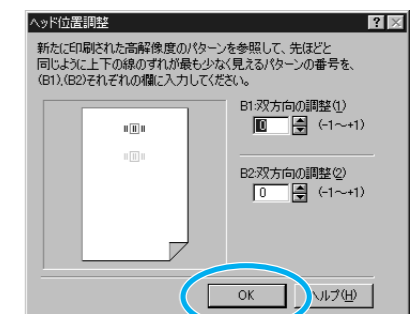 ヘッド位置調整
新たに印刷された高解像度のパターンを参照して、先ほどと
同じように上下の線のずれが最も少なく見えるパターンの番号を、
(B1),(B2)それぞれの欄に入力してください。
B1:双方向の調整(1)
0 (-1～+1)
B2:双方向の調整(2)
0 (-1～+1)
OK ヘルプ(H)